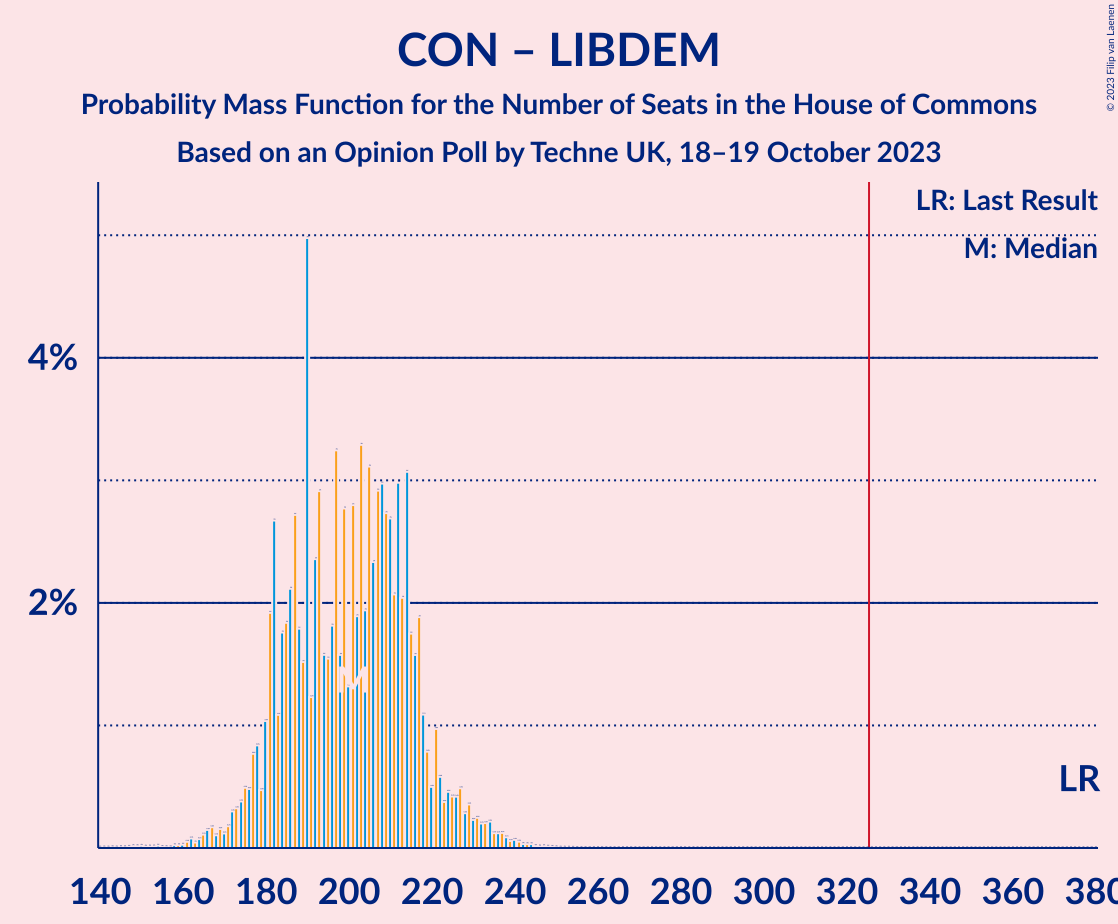 CON – LIBDEM
Probability Mass Function for the Number of Seats in the House of Commons
Based on an Opinion Poll by Techne UK, 18–19 October 2023
© 2023 Filip van Laenen
LR: Last Result
M: Median
4%
2%
M
LR
140 160 180 200 220 240 260 280 300 320 340 360 380